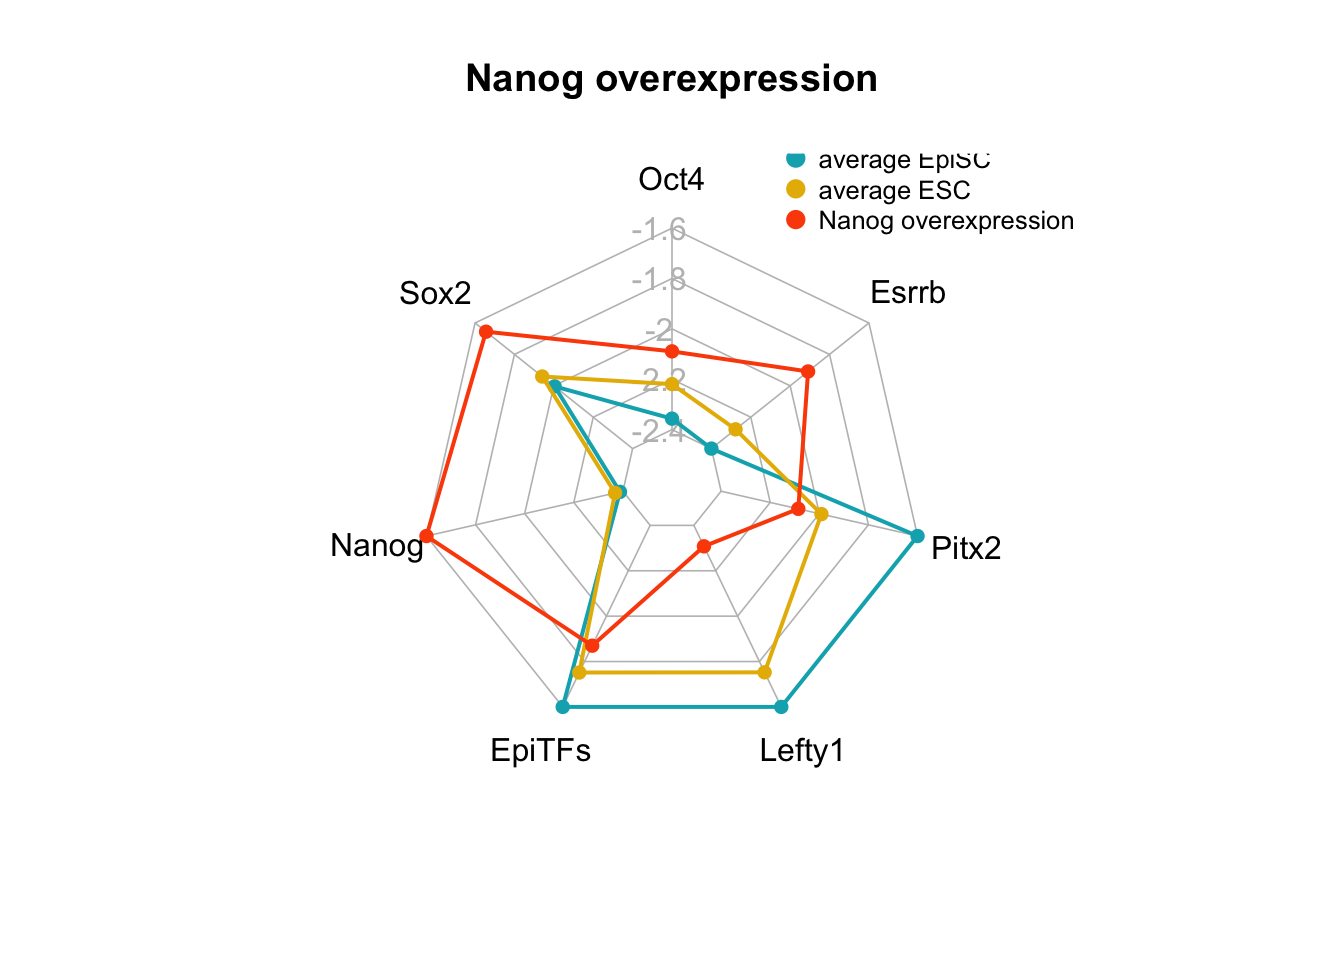 Nanog overexpression
average EpiSC
average ESC
Nanog overexpression
Oct4
Esrrb
Pitx2
Lefty1
EpiTFs
Nanog
Sox2
-1.6
-1.8
-2
-2.2
-2.4